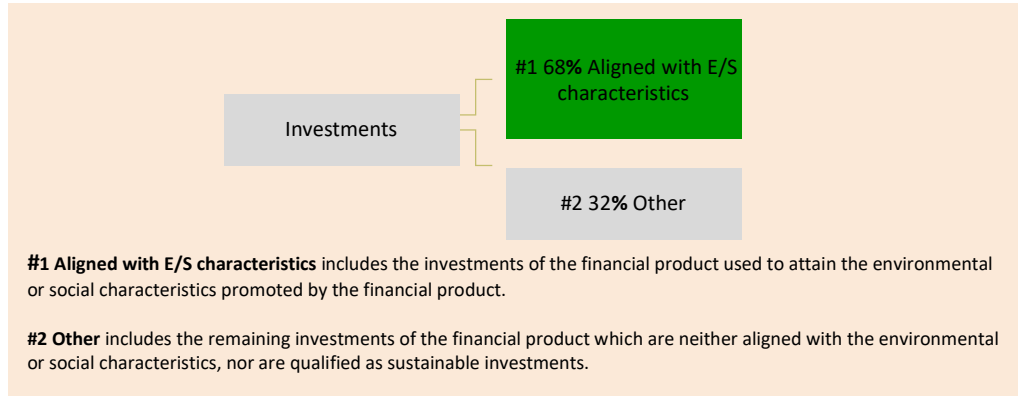 #1 68% Aligned with E/S
characteristics
Investments
#2 32% Other
#1 Aligned with E/S characteristics includes the investments of the financial product used to attain the environmental
or social characteristics promoted by the financial product.
#2 Other includes the remaining investments of the financial product which are neither aligned with the environmental
or social characteristics, nor are qualified as sustainable investments.